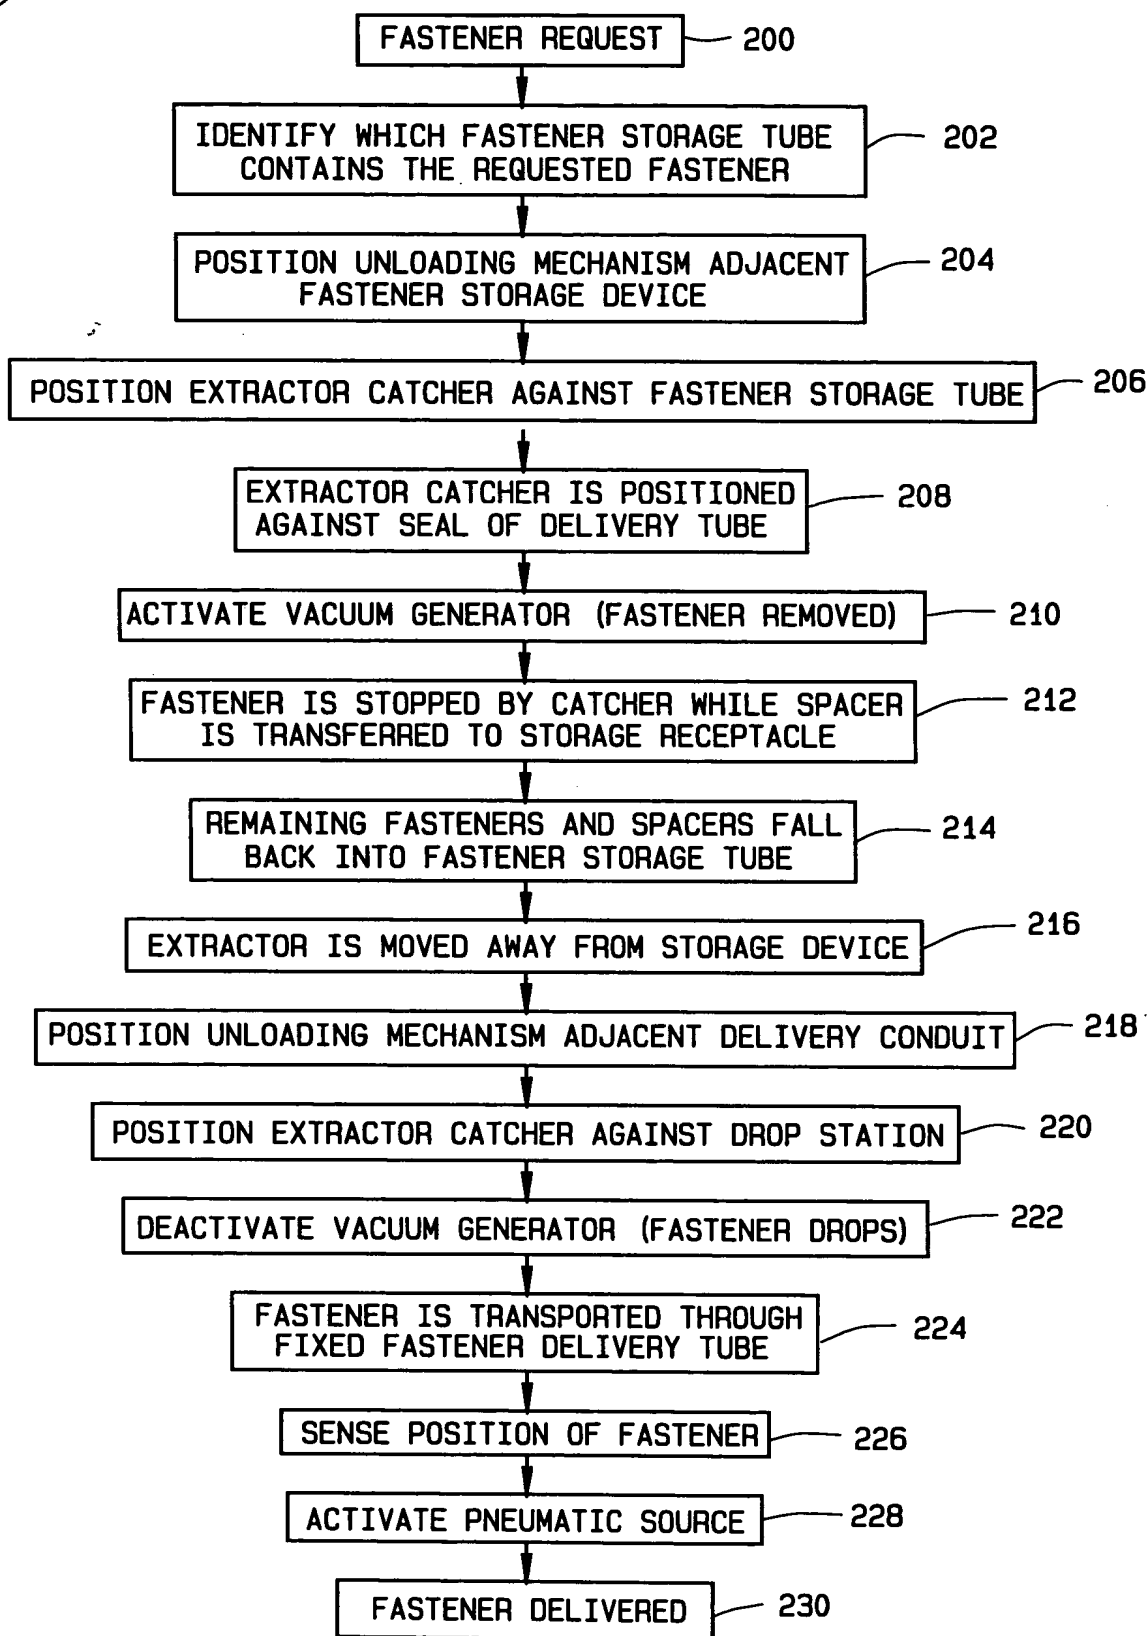 FASTENER REQUEST
200
IDENTIFY WHICH FASTENER STORAGE TUBE
CONTAINS THE REQUESTED FASTENER
202
POSITION UNLOADING MECHANISM ADJACENT
FASTENER STORAGE DEVICE
204
POSITION EXTRACTOR CATCHER AGAINST FASTENER STORAGE TUBE
206
EXTRACTOR CATCHER IS POSITIONED
AGAINST SEAL OF DELIVERY TUBE
208
ACTIVATE VACUUM GENERATOR (FASTENER REMOVED)
210
FASTENER IS STOPPED BY CATCHER WHILE SPACER
IS TRANSFERRED TO STORAGE RECEPTACLE
212
REMAINING FASTENERS AND SPACERS FALL
BACK INTO FASTENER STORAGE TUBE
214
EXTRACTOR IS MOVED AWAY FROM STORAGE DEVICE
216
POSITION UNLOADING MECHANISM ADJACENT DELIVERY CONDUIT
218
POSITION EXTRACTOR CATCHER AGAINST DROP STATION
220
DEACTIVATE VACUUM GENERATOR (FASTENER DROPS)
222
FASTENER IS TRANSPORTED THROUGH
FIXED FASTENER DELIVERY TUBE
224
SENSE POSITION OF FASTENER
226
ACTIVATE PNEUMATIC SOURCE
228
FASTENER DELIVERED
230